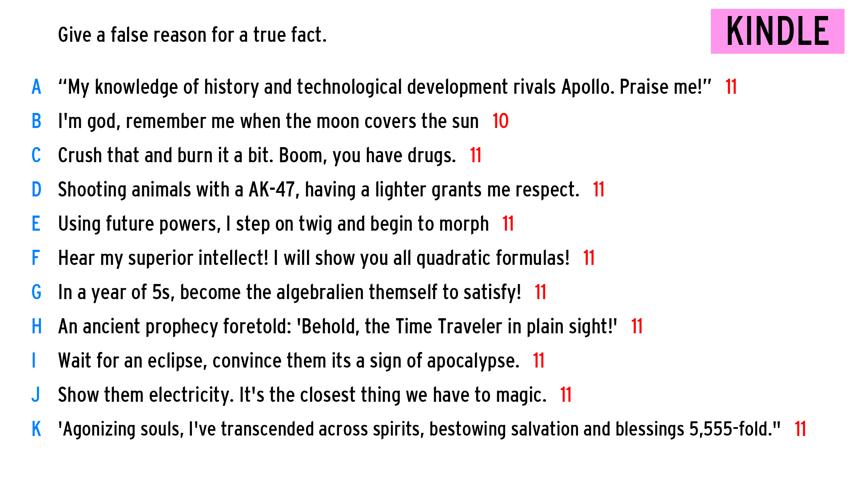 Give a false reason for a true fact.
KINDLE
A "My knowledge of history and technological development rivals Apollo. Praise me!" 11
B I'm god, remember me when the moon covers the sun 10
C Crush that and burn it a bit. Boom, you have drugs. 11
D Shooting animals with a AK-47, having a lighter grants me respect. 11
E Using future powers, I step on twig and begin to morph 11
F Hear my superior intellect! I will show you all quadratic formulas! 11
G In a year of 5s, become the algebralien themself to satisfy! 11
H An ancient prophecy foretold: 'Behold, the Time Traveler in plain sight!' 11
I Wait for an eclipse, convince them its a sign of apocalypse. 11
J Show them electricity. It's the closest thing we have to magic. 11
K 'Agonizing souls, I've transcended across spirits, bestowing salvation and blessings 5,555-fold." 11